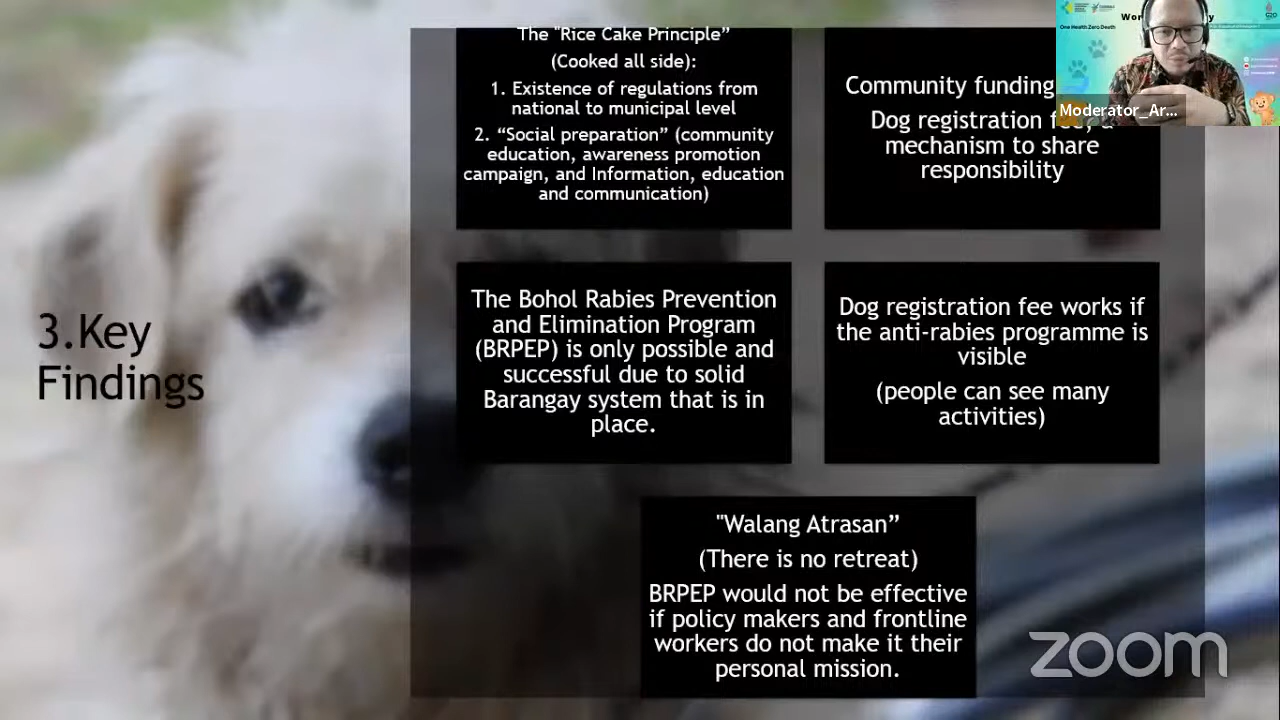 The "Rice Cake Principle”
(Cooked all side):
1. Existence of regulations from
national to municipal level
2. “Social preparation” (community
education, awareness promotion
campaign, and Information, education
and communication)
Community funding
Dog registration
mechanism to share
responsibility
One Health Zero Death
Moderator_Ar...
3.Key
Findings
The Bohol Rabies Prevention
and Elimination Program
(BRPEP) is only possible and
successful due to solid
Barangay system that is in
place.
Dog registration fee works if
the anti-rabies programme is
visible
(people can see many
activities)
"Walang Atrasan”
(There is no retreat)
BRPEP would not be effective
if policy makers and frontline
workers do not make it their
personal mission.
zoom